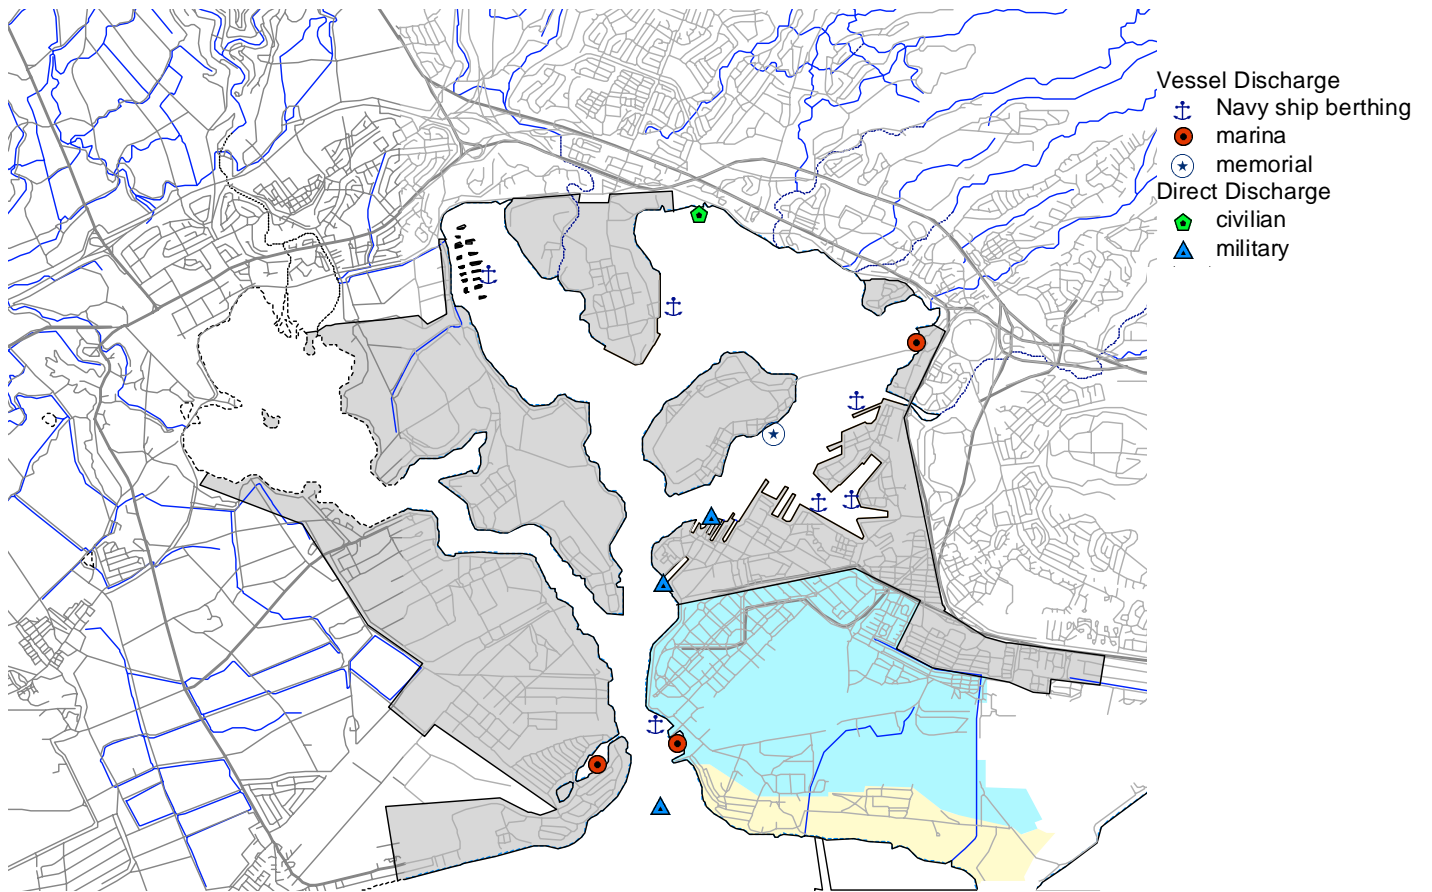 Vessel Discharge
Navy ship berthing
marina
memorial
Direct Discharge
civilian
military